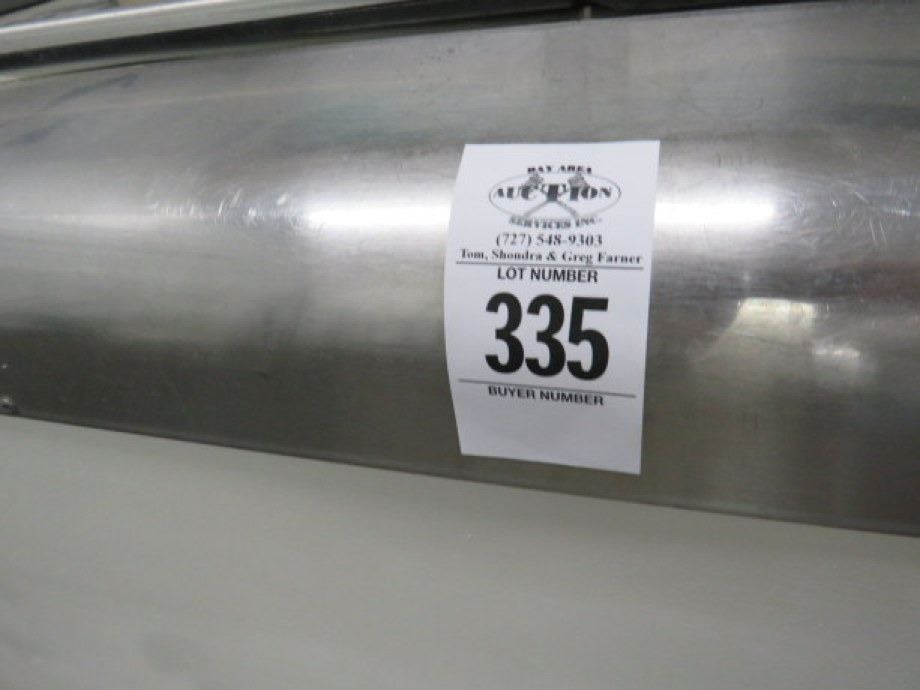 BAY AREA
AUCTION
SERVICES INC.
(727) 548-9303
Tom, Shondra & Greg Farner
LOT NUMBER
335
BUYER NUMBER